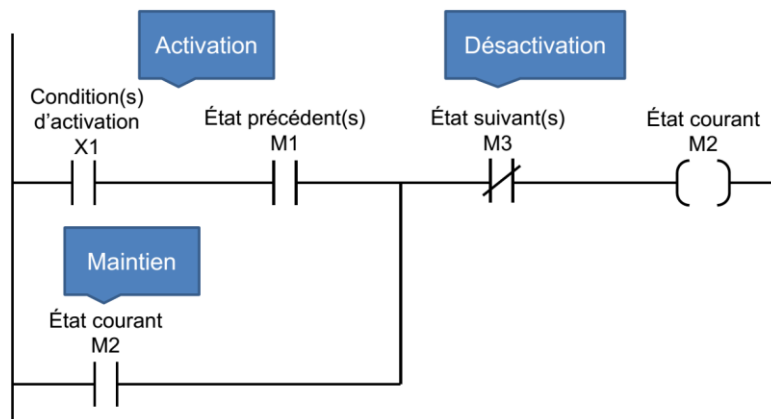 Activation
Désactivation
Condition(s)
d'activation
X1
État précédent(s)
M1
État suivant(s)
M3
État courant
M2
Maintien
État courant
M2